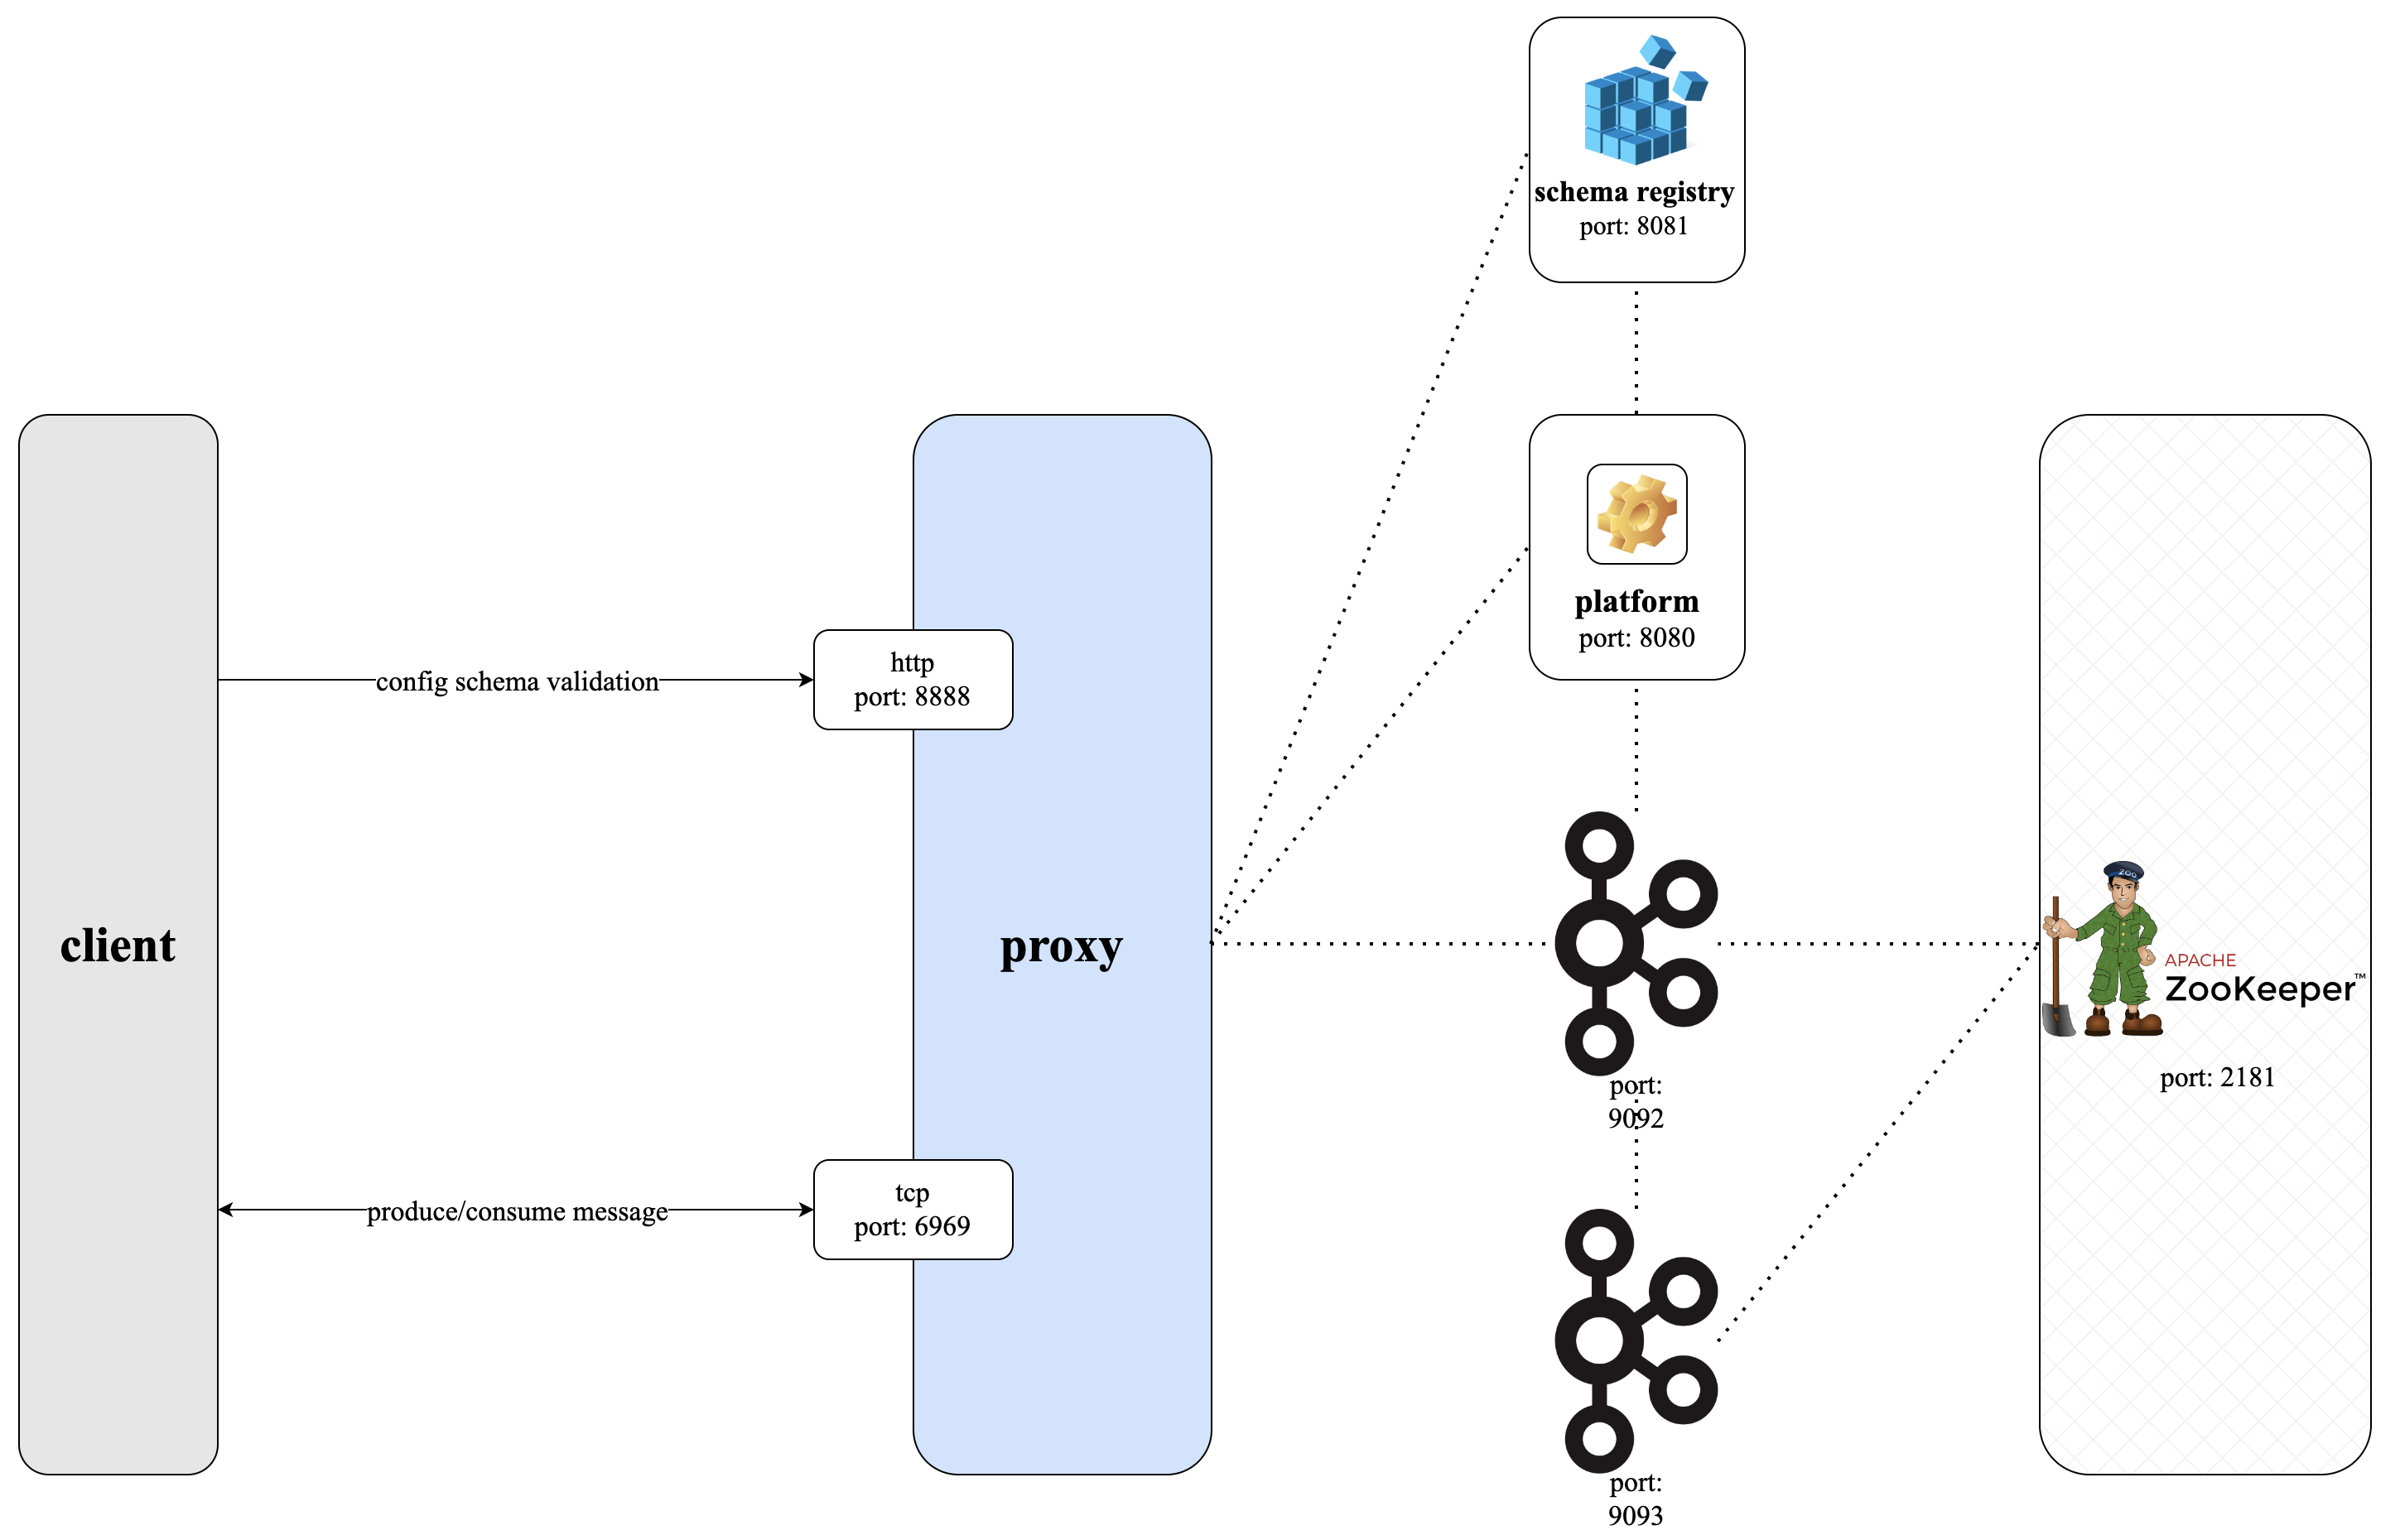 schema registry
port: 8081
platform
port: 8080
http
port: 8888
config schema validation
client
proxy
ZOO
APACHE
ZooKeeper™
port: 2181
port:
9092
tcp
port: 6969
produce/consume message
port:
9093